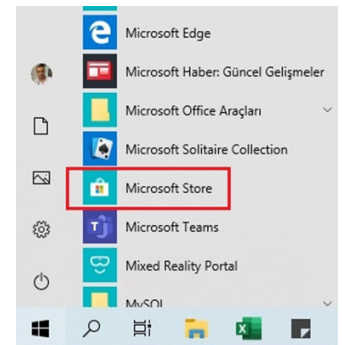 Microsoft Edge
Microsoft Haber: Güncel Gelişmeler
Microsoft Office Araçları
Microsoft Solitaire Collection
Microsoft Store
Microsoft Teams
Mixed Reality Portal
MySQL